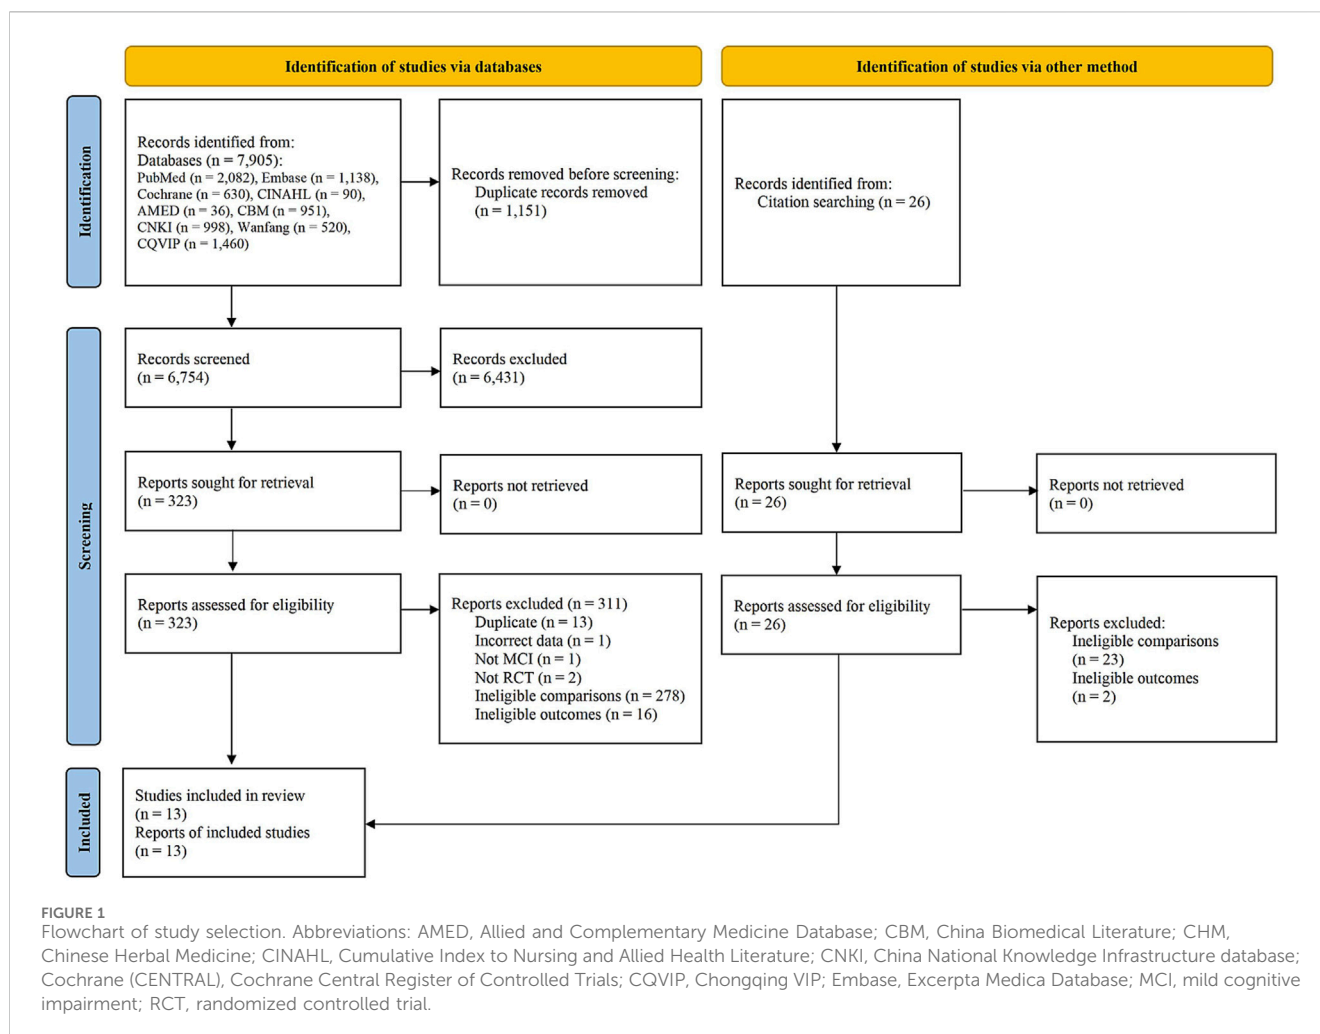 Identification of studies via databases
Identification of studies via other method
Identification
Records identified from:
Databases (n = 7,905):
PubMed (n = 2,082), Embase (n = 1,138),
Cochrane (n = 630), CINAHL (n = 90),
AMED (n = 36), CBM (n = 951),
CNKI (n = 998), Wanfang (n = 520),
CQVIP (n = 1,460)
Records removed before screening:
Duplicate records removed
(n = 1,151)
Records identified from:
Citation searching (n = 26)
Screening
Records screened
(n = 6,754)
Records excluded
(n = 6,431)
Reports sought for retrieval
(n = 323)
Reports not retrieved
(n = 0)
Reports sought for retrieval
(n = 26)
Reports not retrieved
(n = 0)
Reports assessed for eligibility
(n = 323)
Reports excluded (n = 311)
Duplicate (n = 13)
Incorrect data (n = 1)
Not MCI (n = 1)
Not RCT (n = 2)
Ineligible comparisons (n = 278)
Ineligible outcomes (n = 16)
Reports assessed for eligibility
(n = 26)
Reports excluded:
Ineligible comparisons
(n = 23)
Ineligible outcomes
(n = 2)
Included
Studies included in review
(n = 13)
Reports of included studies
(n = 13)
FIGURE 1
Flowchart of study selection. Abbreviations: AMED, Allied and Complementary Medicine Database; CBM, China Biomedical Literature; CHM,
Chinese Herbal Medicine; CINAHL, Cumulative Index to Nursing and Allied Health Literature; CNKI, China National Knowledge Infrastructure database;
Cochrane (CENTRAL), Cochrane Central Register of Controlled Trials; CQVIP, Chongqing VIP; Embase, Excerpta Medica Database; MCI, mild cognitive
impairment; RCT, randomized controlled trial.